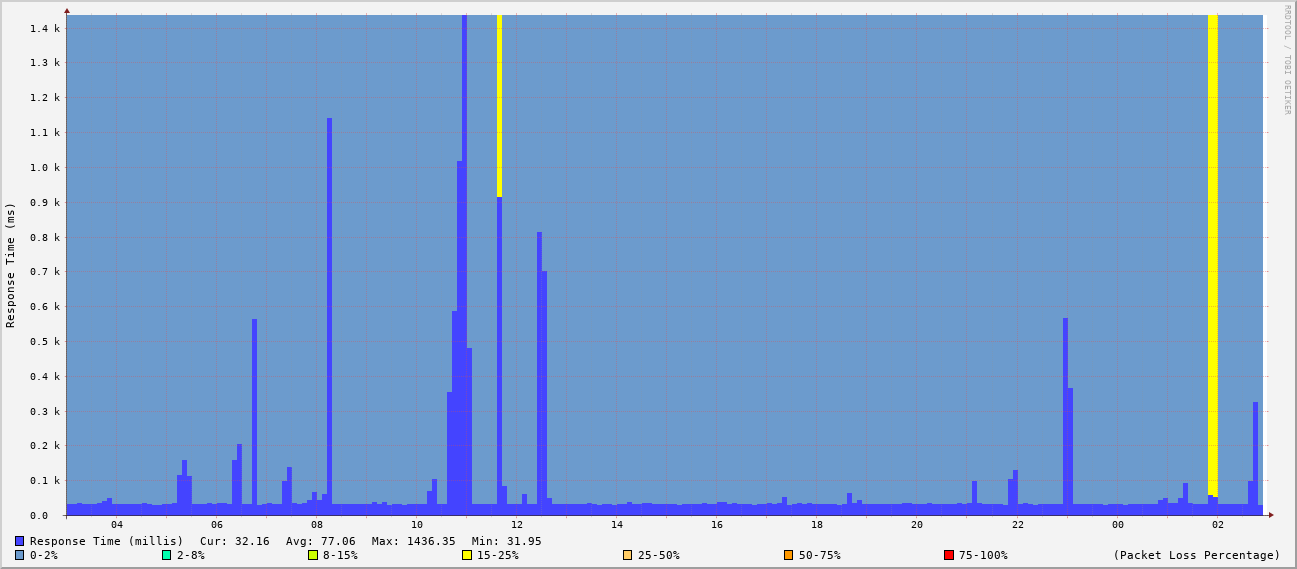 RRDTOOL / TOBI OETIKER
Response Time (ms)
1.4 k
1.3 k
1.2 k
1.1 k
1.0 k
0.9 k
0.8 k
0.7 k
0.6 k
0.5 k
0.4 k
0.3 k
0.2 k
0.1 k
0.0
04 06 08 10 12 14 16 18 20 22 00 02
Response Time (millis) Cur: 32.16 Avg: 77.06 Max: 1436.35 Min: 31.95
0-2% 2-8% 8-15% 15-25% 25-50% 50-75% 75-100% (Packet Loss Percentage)